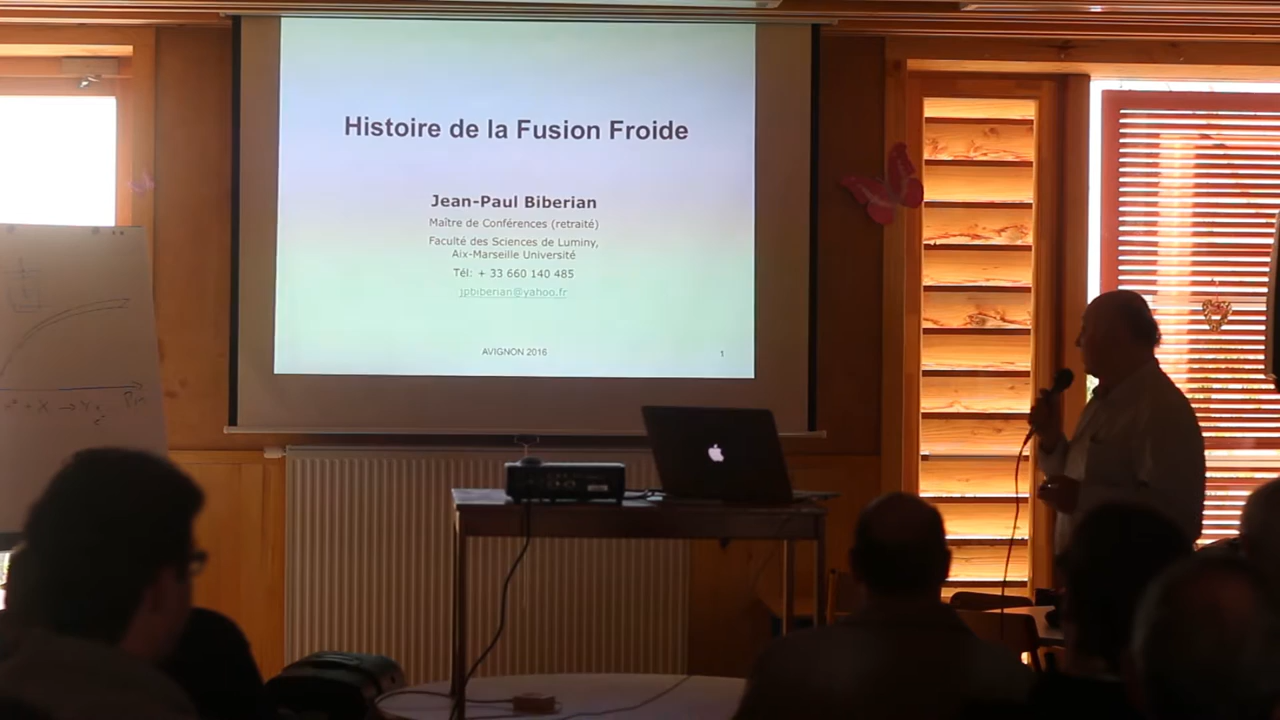 Histoire de la Fusion Froide
Jean-Paul Biberian
Maître de Conférences (retraité)
Faculté des Sciences de Luminy,
Aix-Marseille Université
Tél: + 33 660 140 485
jpbiberian@yahoo.fr
AVIGNON 2016
1